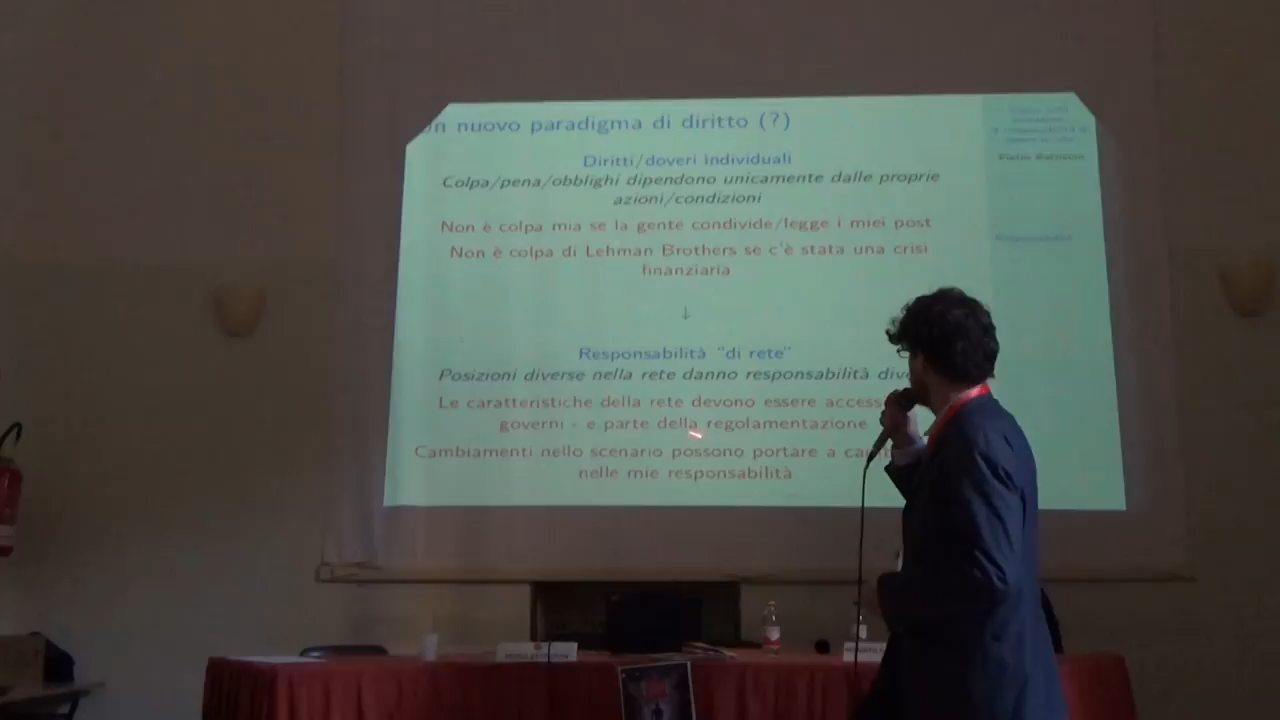 un nuovo paradigma di diritto (?)
Diritti/doveri individuali
Colpa/pena/obblighi dipendono unicamente dalle proprie
azioni/condizioni
Non è colpa mia se la gente condivide/legge i miei post
Non è colpa di Lehman Brothers se c'è stata una crisi
finanziaria
↓
Responsabilità "di rete"
Posizioni diverse nella rete danno responsabilità
Le caratteristiche della rete devono essere
governi - e parte della regolamentazione
Cambiamenti nello scenario possono portare a
nelle mie responsabilità
Responsabilità